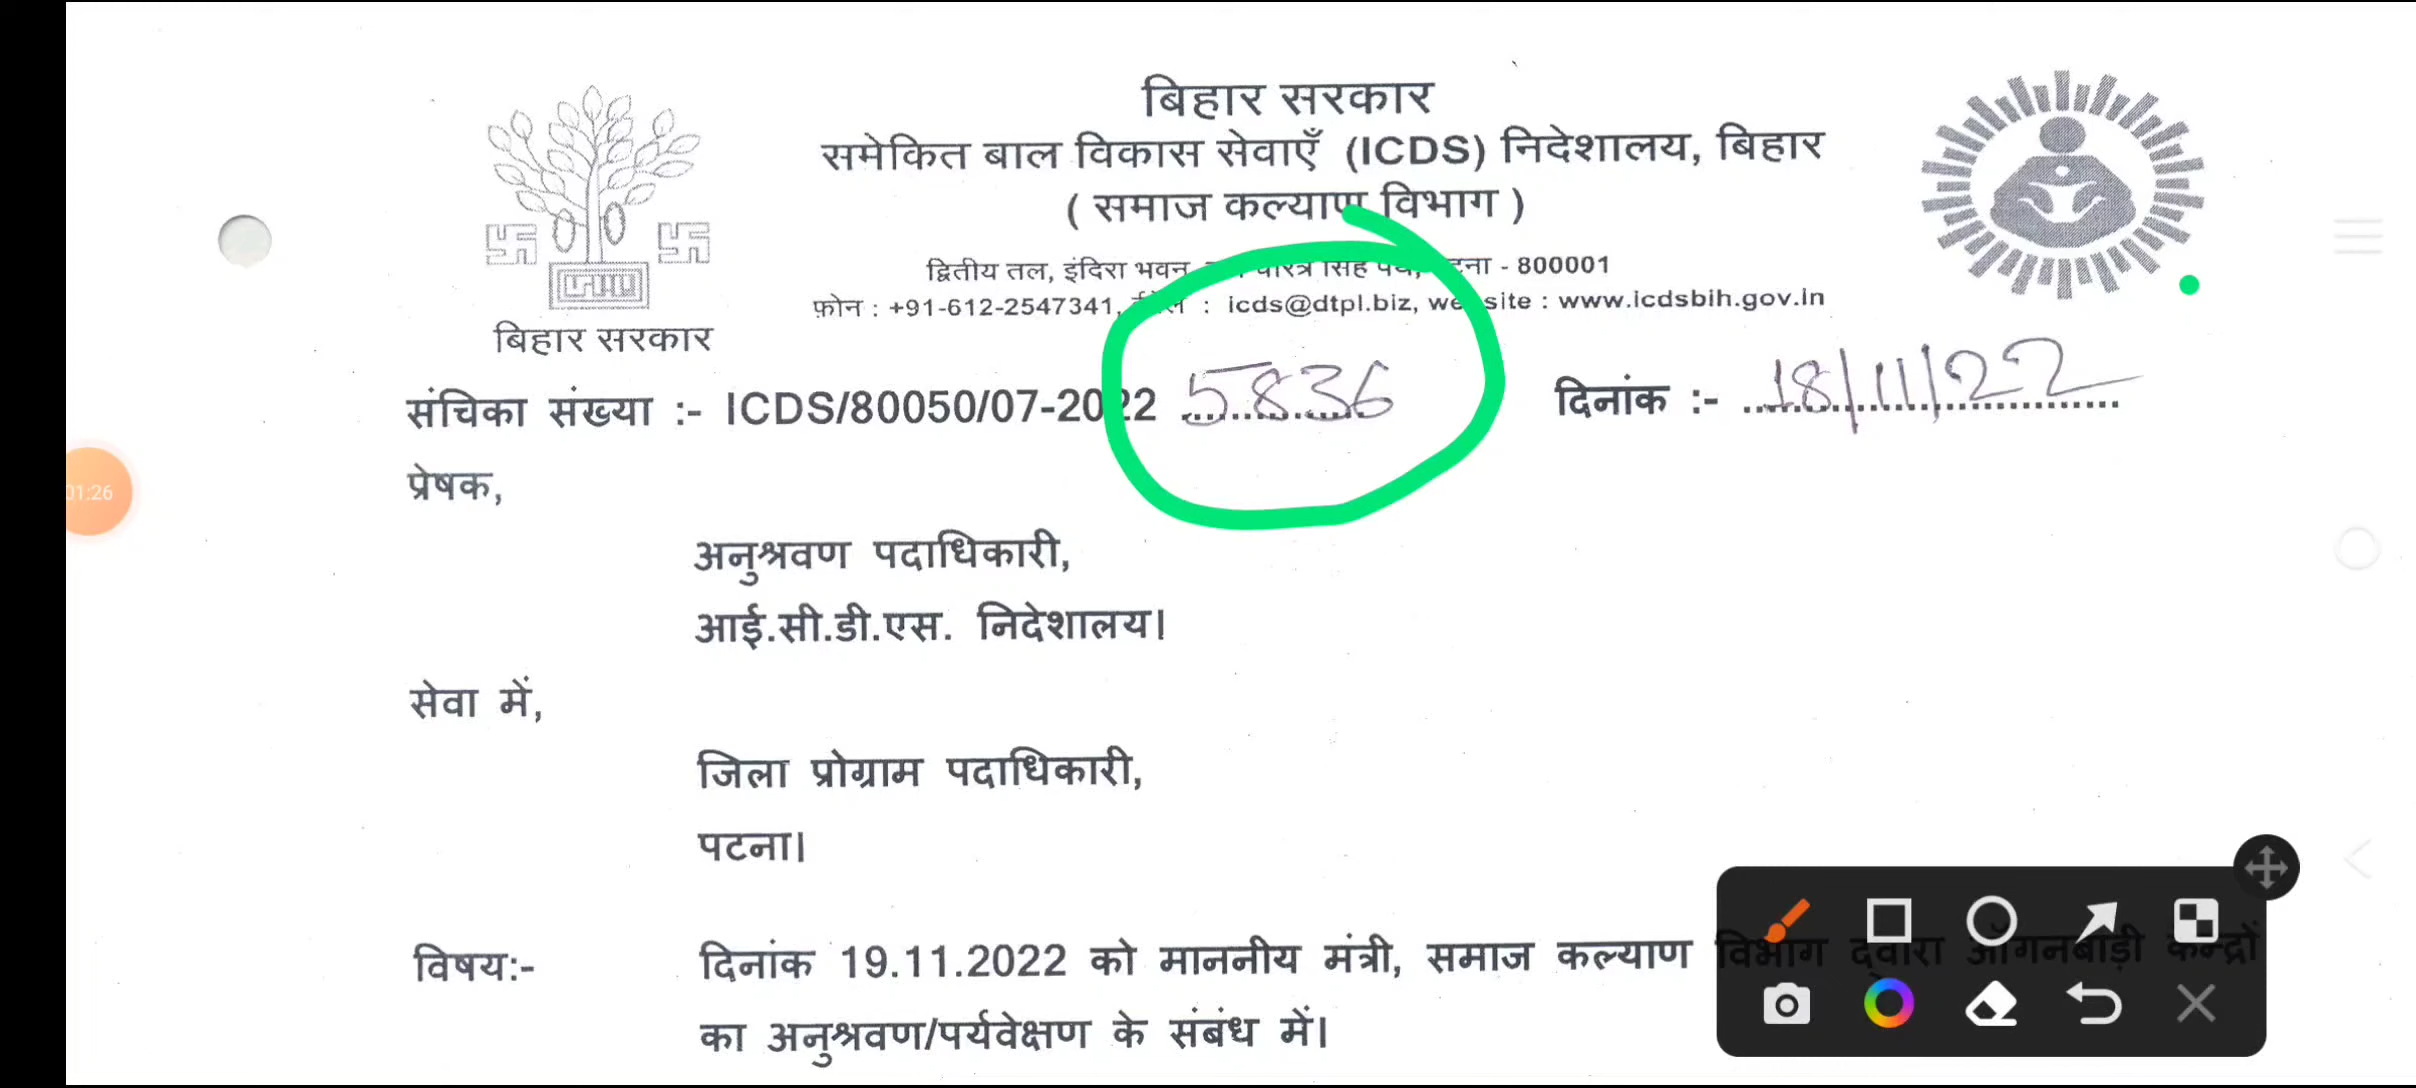 बिहार सरकार
समेकित बाल विकास सेवाएँ (ICDS) निदेशालय, बिहार
( समाज कल्याण विभाग )
द्वितीय तल, इंदिरा भवन, पथ, - 800001
फ़ोन : +91-612-2547341, : icds@dtpl.biz, website : www.icdsbih.gov.in
बिहार सरकार
संचिका संख्या :- ICDS/80050/07-2022 5836 दिनांक :- 18/11/22
01:26
प्रेषक,
अनुश्रवण पदाधिकारी,
आई.सी.डी.एस. निदेशालय।
सेवा में,
जिला प्रोग्राम पदाधिकारी,
पटना।
विषय:- दिनांक 19.11.2022 को माननीय मंत्री, समाज कल्याण विभाग द्वारा आँगनबाड़ी केन्द्रों
का अनुश्रवण/पर्यवेक्षण के संबंध में।